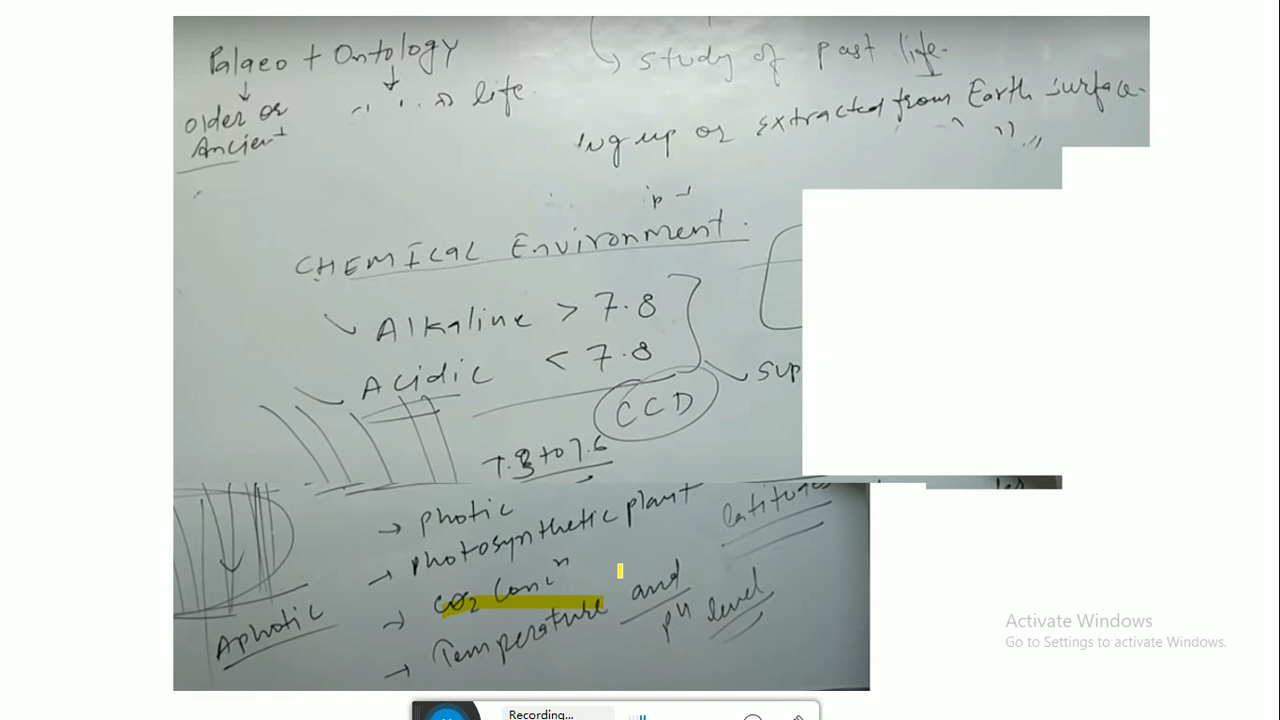 Palaeo + Ontology
study of past life.
older or
Ancient
life
ug up or extracted from Earth surface.
CHEMICAL Environment.
Alkaline > 7.8
Acidic < 7.8
sup
CCD
7.8 to 7.6
→ photic
→ photosynthetic plant
latitudes
→ CO2 Concn
→ Temperature and
pH level
Aphotic
Activate Windows
Go to Settings to activate Windows.
Recording...